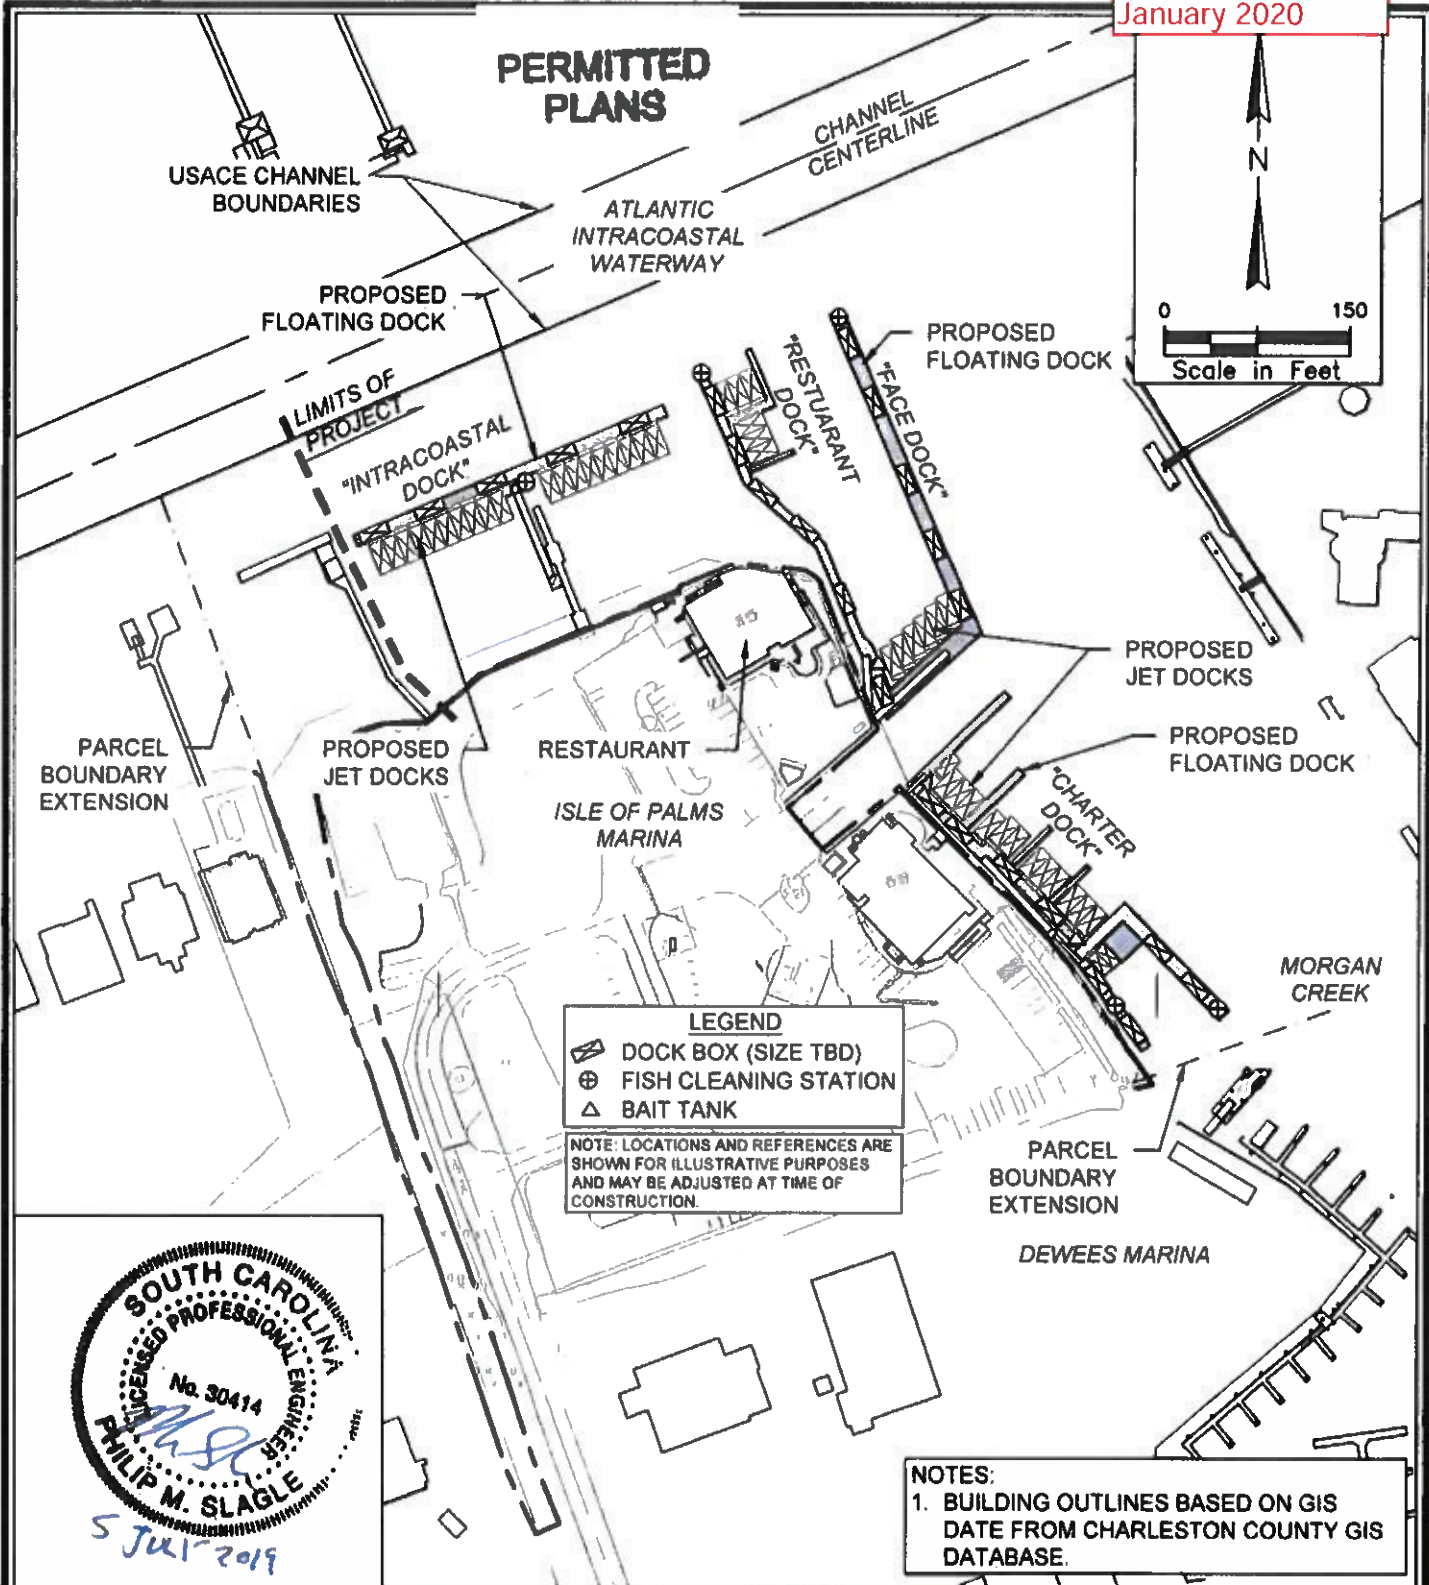 January 2020
PERMITTED
PLANS
N
0 150
Scale in Feet
CHANNEL
CENTERLINE
USACE CHANNEL
BOUNDARIES
ATLANTIC
INTRACOASTAL
WATERWAY
PROPOSED
FLOATING DOCK
PROPOSED
FLOATING DOCK
LIMITS OF
PROJECT
"INTRACOASTAL
DOCK"
"RESTUARANT
DOCK"
"FACE DOCK"
PROPOSED
JET DOCKS
PARCEL
BOUNDARY
EXTENSION
PROPOSED
JET DOCKS
RESTAURANT
PROPOSED
FLOATING DOCK
ISLE OF PALMS
MARINA
"CHARTER
DOCK"
MORGAN
CREEK
LEGEND
DOCK BOX (SIZE TBD)
FISH CLEANING STATION
BAIT TANK
NOTE: LOCATIONS AND REFERENCES ARE
SHOWN FOR ILLUSTRATIVE PURPOSES
AND MAY BE ADJUSTED AT TIME OF
CONSTRUCTION.
PARCEL
BOUNDARY
EXTENSION
DEWEES MARINA
SOUTH CAROLINA
LICENSED PROFESSIONAL ENGINEER
No. 30414
PHILIP M. SLAGLE
5 JULY 2019
NOTES:
1. BUILDING OUTLINES BASED ON GIS
DATE FROM CHARLESTON COUNTY GIS
DATABASE.